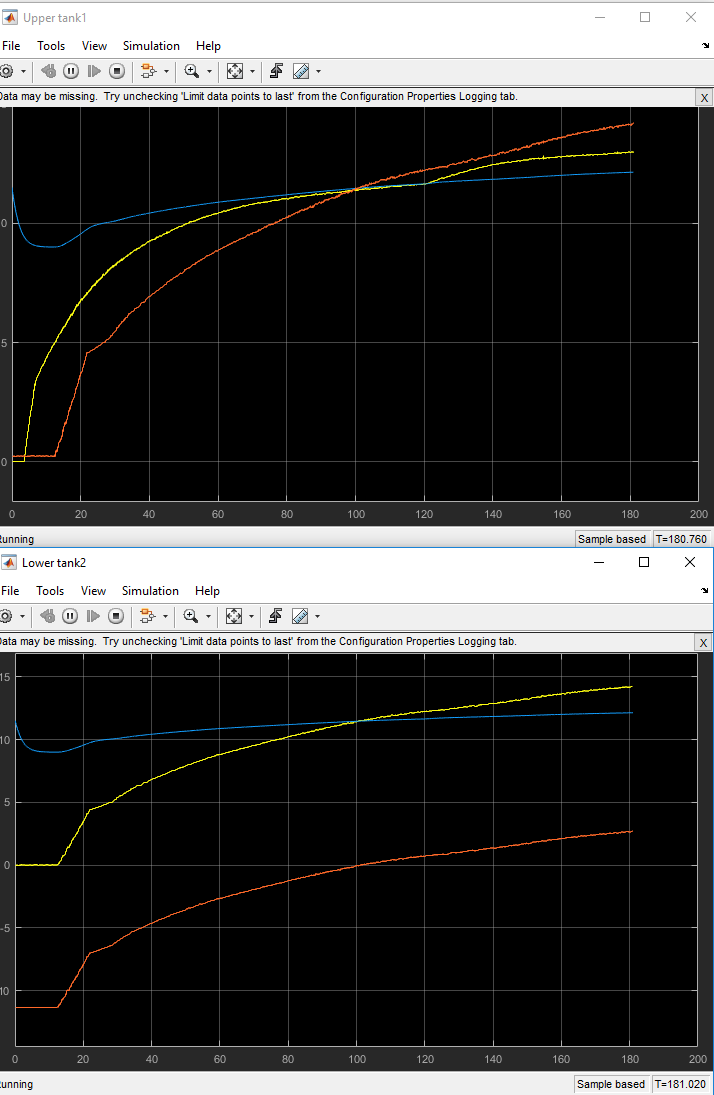 Upper tank1
File Tools View Simulation Help
Data may be missing. Try unchecking 'Limit data points to last' from the Configuration Properties Logging tab. X
0
5
0
0 20 40 60 80 100 120 140 160 180 200
Running Sample based T=180.760
Lower tank2
File Tools View Simulation Help
Data may be missing. Try unchecking 'Limit data points to last' from the Configuration Properties Logging tab. X
15
10
5
0
-5
10
0 20 40 60 80 100 120 140 160 180 200
Running Sample based T=181.020